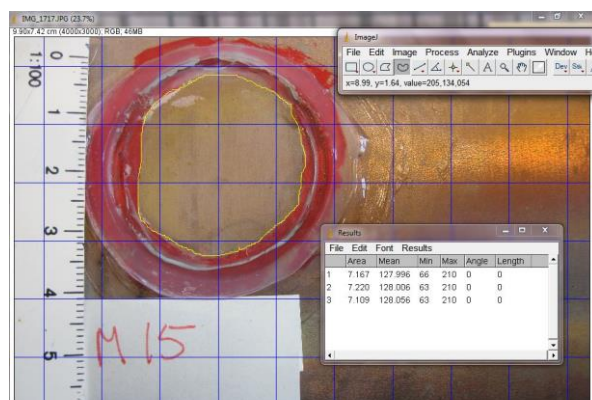 IMG_1717.JPG (23.7%)
9.90x7.42 cm (4000x3000); RGB; 46MB
ImageJ
File Edit Image Process Analyze Plugins Window
A Dev Stk
x=8.99, y=1.64, value=205,134,054
1:100
0
1
2
3
4
5
M15
Results
File Edit Font Results
Area Mean Min Max Angle Length
1 7.167 127.996 66 210 0 0
2 7.220 128.006 63 210 0 0
3 7.109 128.056 63 210 0 0